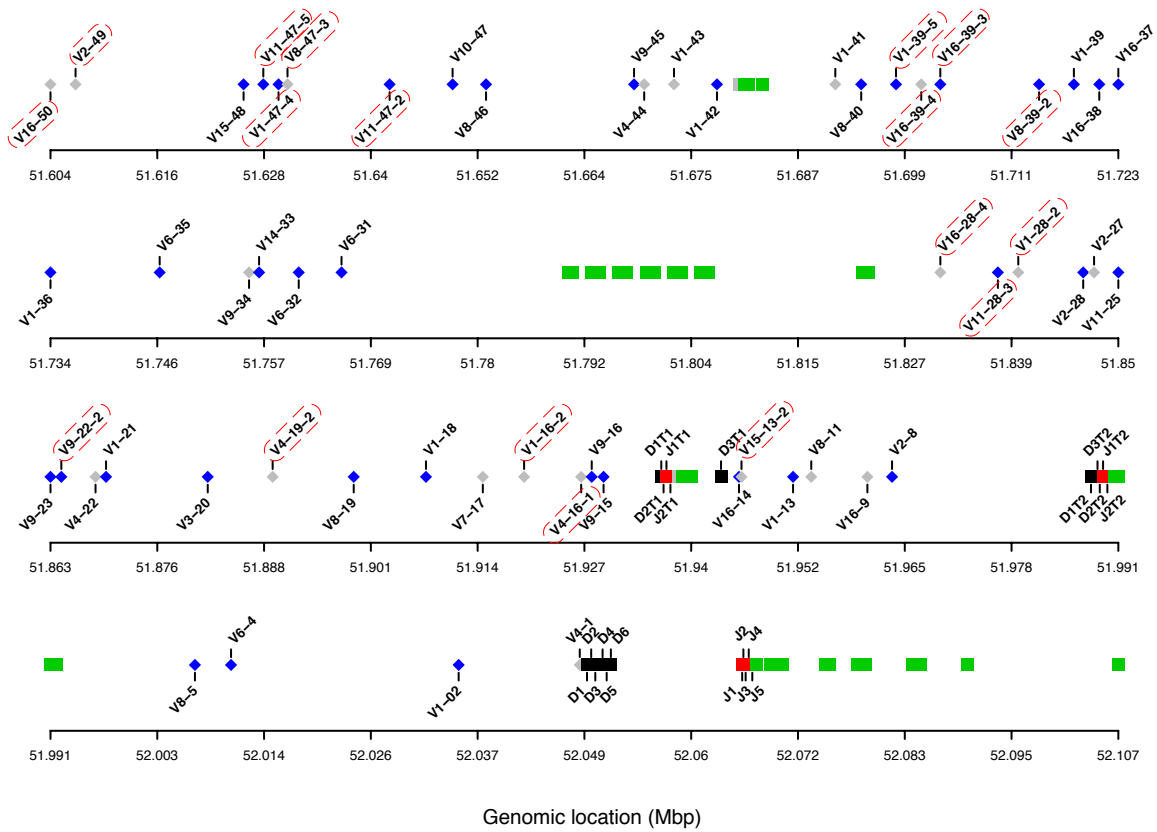 V2−49 V11−47−5 V8−47−3 V10−47 V9−45 V1−43 V1−41 V1−39−5 V16−39−3 V1−39 V16−37
V16−50 V15−48 V1−47−4 V11−47−2 V8−46 V4−44 V1−42 V8−40 V16−39−4 V8−39−2 V16−38
51.604 51.616 51.628 51.64 51.652 51.664 51.675 51.687 51.699 51.711 51.723
V6−35 V14−33 V6−31 V16−28−4 V1−28−2 V2−27
V1−36 V9−34 V6−32 V11−28−3 V2−28 V11−25
51.734 51.746 51.757 51.769 51.78 51.792 51.804 51.815 51.827 51.839 51.85
V9−22−2 V1−21 V4−19−2 V1−18 V1−16−2 V9−16 D1T1 J1T1 D3T1 V15−13−2 V8−11 V2−8 D3T2 J1T2
V9−23 V4−22 V3−20 V8−19 V7−17 V4−16−1 V9−15 D2T1 J2T1 V16−14 V1−13 V16−9 D1T2 D2T2 J2T2
51.863 51.876 51.888 51.901 51.914 51.927 51.94 51.952 51.965 51.978 51.991
V6−4 V4−1 D2 D4 D6 J2 J4
V8−5 V1−02 D1 D3 D5 J1 J3 J5
51.991 52.003 52.014 52.026 52.037 52.049 52.06 52.072 52.083 52.095 52.107
Genomic location (Mbp)